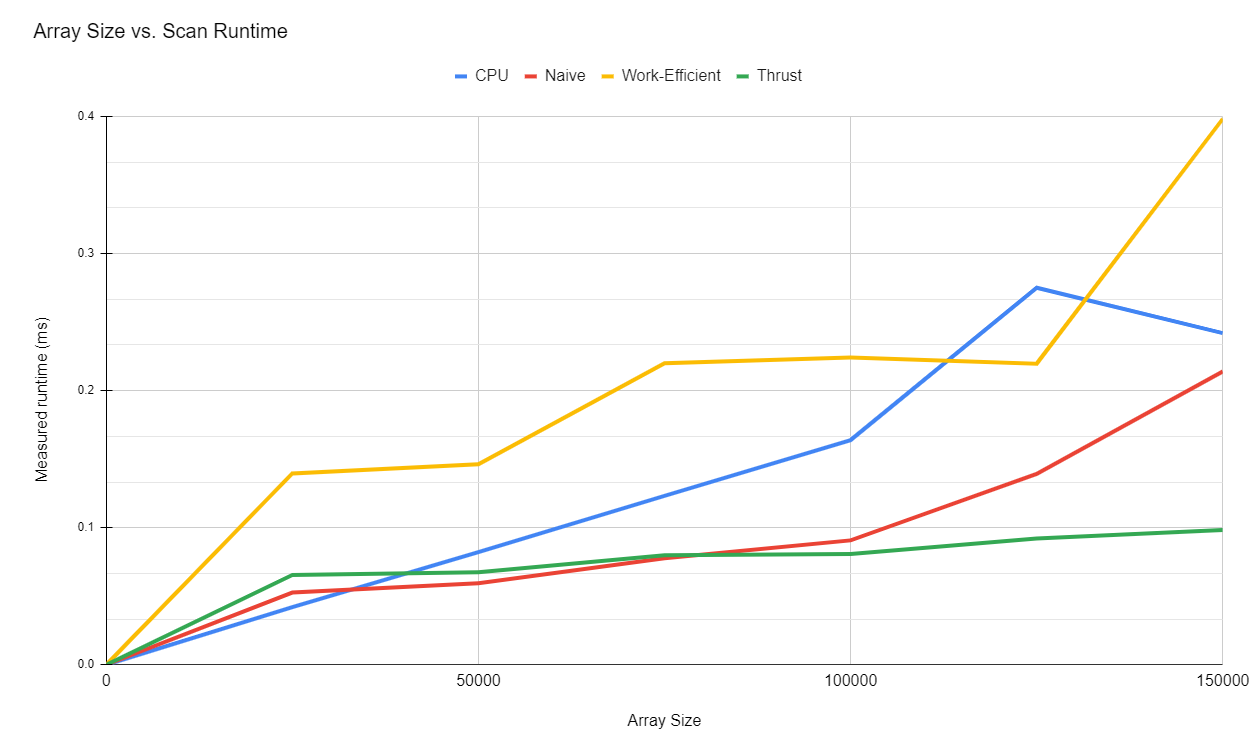 Array Size vs. Scan Runtime
CPU Naive Work-Efficient Thrust
0.4
0.3
0.2
0.1
0.0
Measured runtime (ms)
0 50000 100000 150000
Array Size